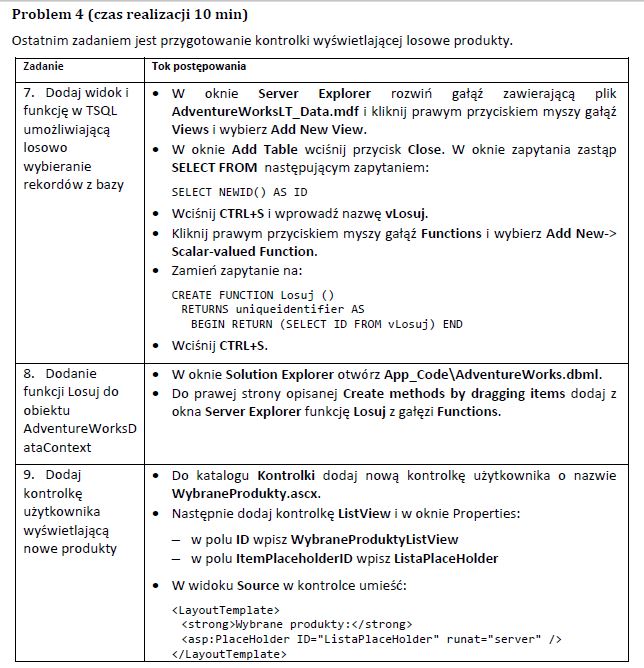 Problem 4 (czas realizacji 10 min)
Ostatnim zadaniem jest przygotowanie kontrolki wyświetlającej losowe produkty.
Zadanie
Tok postępowania
7. Dodaj widok i
funkcję w TSQL
umożliwiającą
losowo
wybieranie
rekordów z bazy
• W oknie Server Explorer rozwiń gałąź zawierającą plik
AdventureWorksLT_Data.mdf i kliknij prawym przyciskiem myszy gałąź
Views i wybierz Add New View.
• W oknie Add Table wciśnij przycisk Close. W oknie zapytania zastąp
SELECT FROM następującym zapytaniem:
SELECT NEWID() AS ID
• Wciśnij CTRL+S i wprowadź nazwę vLosuj.
• Kliknij prawym przyciskiem myszy gałąź Functions i wybierz Add New->
Scalar-valued Function.
• Zamień zapytanie na:
CREATE FUNCTION Losuj ()
RETURNS uniqueidentifier AS
BEGIN RETURN (SELECT ID FROM vLosuj) END
• Wciśnij CTRL+S.
8. Dodanie
funkcji Losuj do
obiektu
AdventureWorksD
ataContext
• W oknie Solution Explorer otwórz App_Code\AdventureWorks.dbml.
• Do prawej strony opisanej Create methods by dragging items dodaj z
okna Server Explorer funkcję Losuj z gałęzi Functions.
9. Dodaj
kontrolkę
użytkownika
wyświetlającą
nowe produkty
• Do katalogu Kontrolki dodaj nową kontrolkę użytkownika o nazwie
WybraneProdukty.ascx.
• Następnie dodaj kontrolkę ListView i w oknie Properties:
– w polu ID wpisz WybraneProduktyListView
– w polu ItemPlaceholderID wpisz ListaPlaceHolder
• W widoku Source w kontrolce umieść:
<LayoutTemplate>
<strong>Wybrane produkty:</strong>
<asp:PlaceHolder ID="ListaPlaceHolder" runat="server" />
</LayoutTemplate>